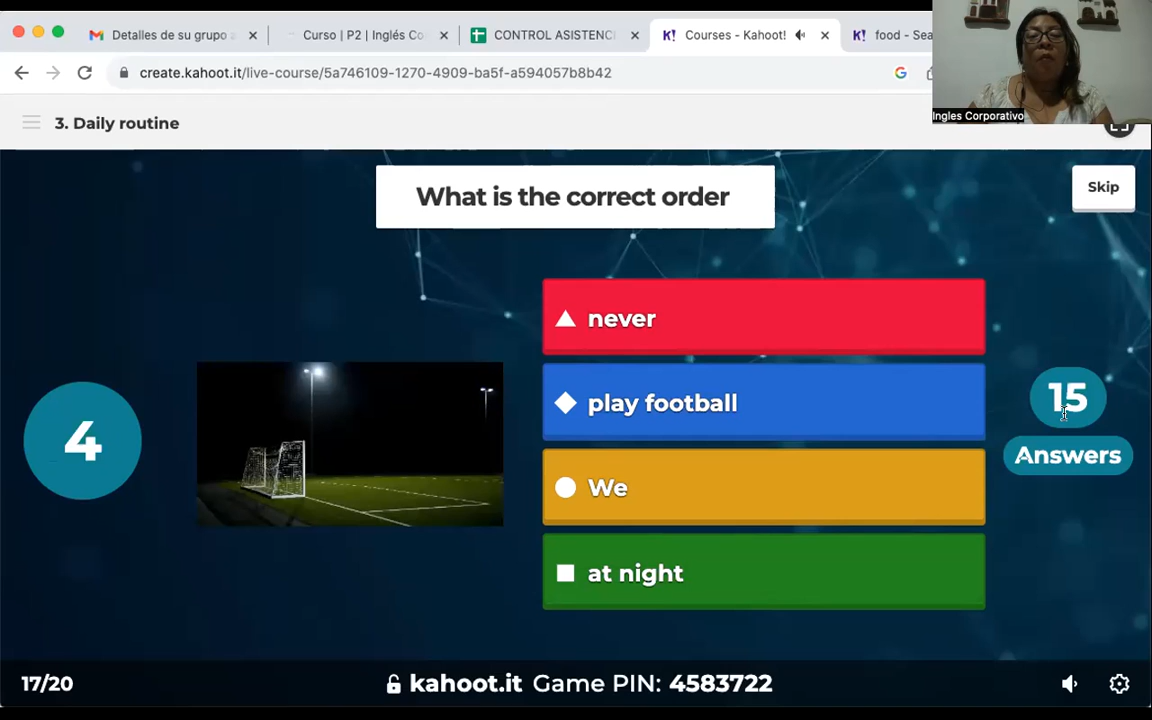 Detalles de su grupo
Curso | P2 | Inglés Co
CONTROL ASISTENC
Courses - Kahoot!
food - Sea
create.kahoot.it/live-course/5a746109-1270-4909-ba5f-a594057b8b42
Ingles Corporativo
3. Daily routine
What is the correct order
Skip
never
play football
We
at night
4
15
Answers
17/20
kahoot.it Game PIN: 4583722